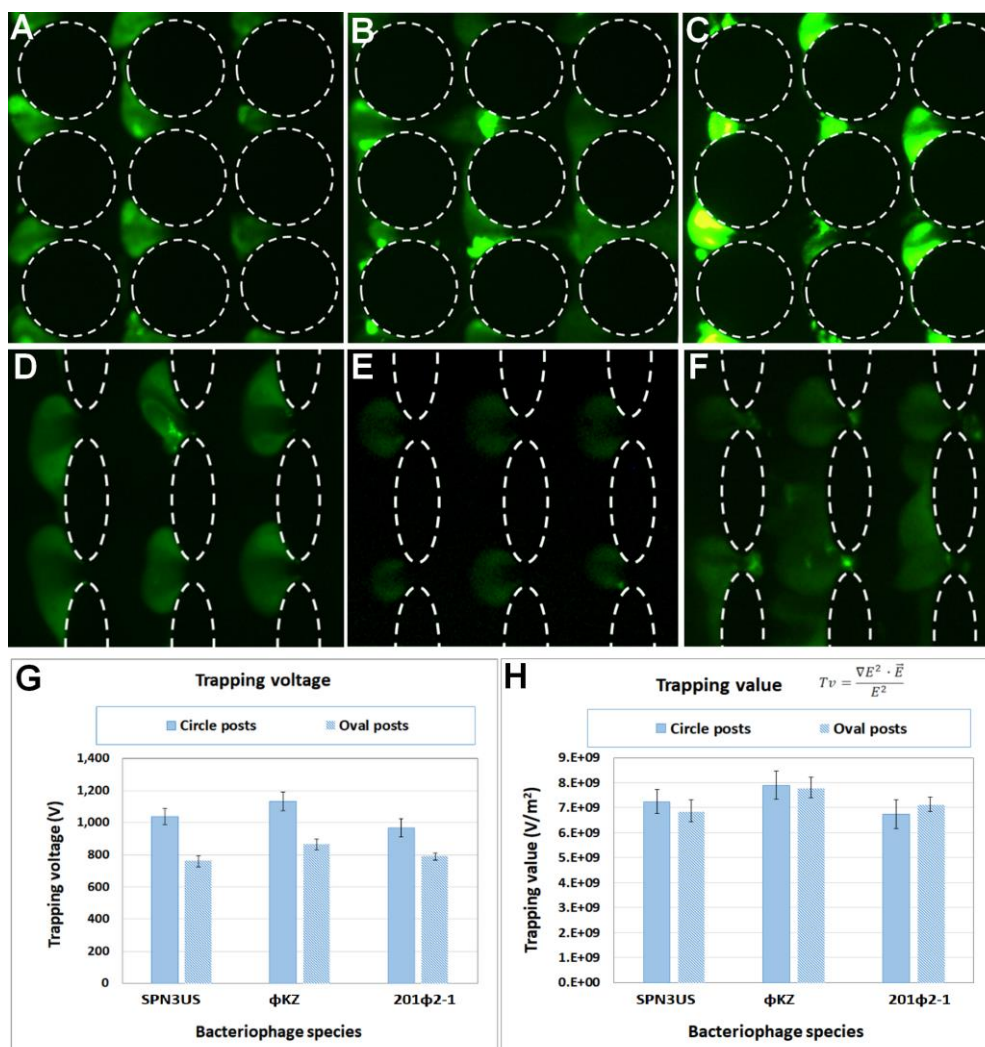 A
B
C
D
E
F
G
Trapping voltage
Circle posts
Oval posts
1,400
1,200
1,000
800
600
400
200
0
Trapping voltage (V)
SPN3US
ϕKZ
201ϕ2-1
Bacteriophage species
H
Trapping value
Tv = ∇E² · E⃗ / E²
Circle posts
Oval posts
9.E+09
8.E+09
7.E+09
6.E+09
5.E+09
4.E+09
3.E+09
2.E+09
1.E+09
0.E+00
Trapping value (V/m²)
SPN3US
ϕKZ
201ϕ2-1
Bacteriophage species